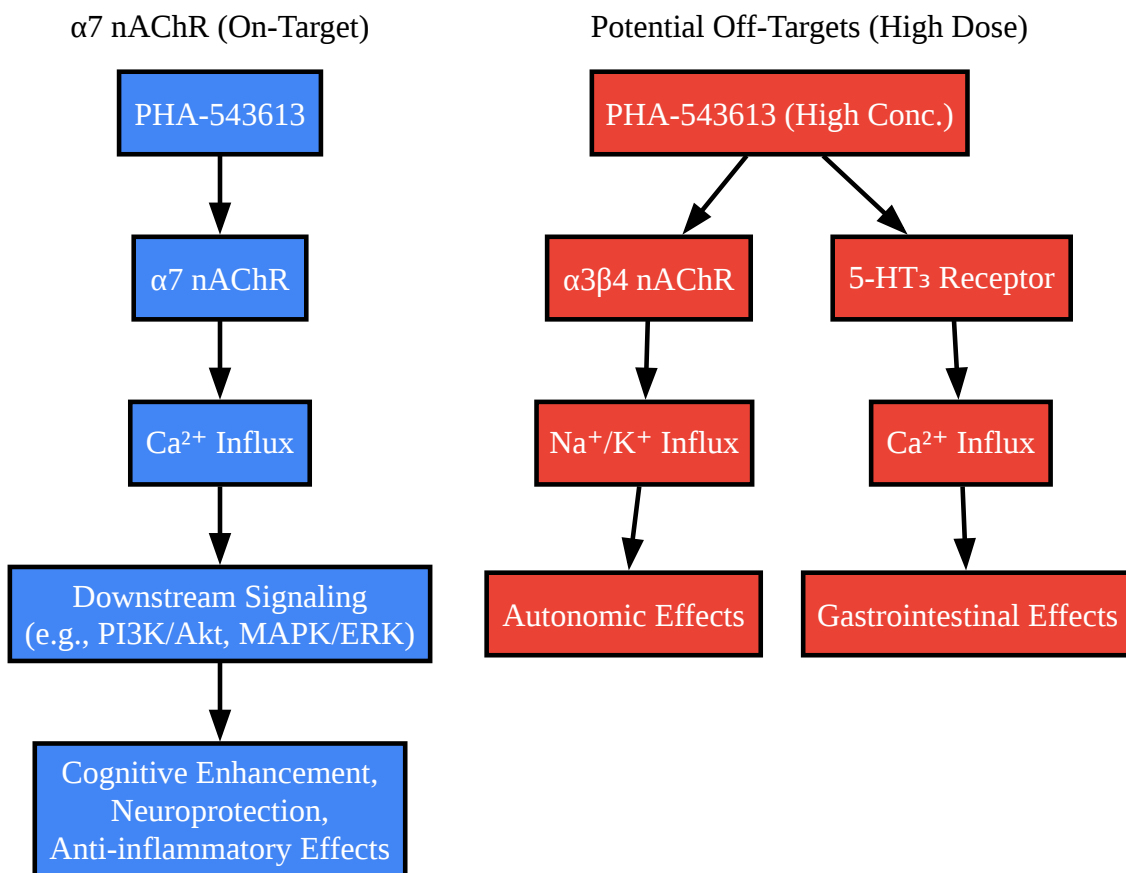 α7 nAChR (On-Target)
PHA-543613
α7 nAChR
Ca²⁺ Influx
Downstream Signaling
(e.g., PI3K/Akt, MAPK/ERK)
Cognitive Enhancement,
Neuroprotection,
Anti-inflammatory Effects
Potential Off-Targets (High Dose)
PHA-543613 (High Conc.)
α3β4 nAChR
5-HT₃ Receptor
Na⁺/K⁺ Influx
Ca²⁺ Influx
Autonomic Effects
Gastrointestinal Effects